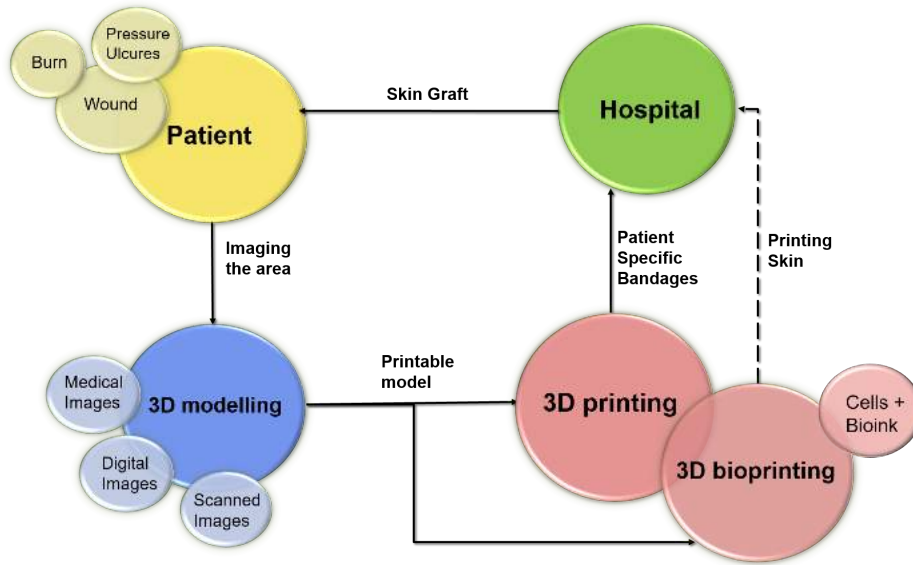 Pressure
Ulcures
Burn
Wound
Patient
Skin Graft
Hospital
Imaging
the area
Patient
Specific
Bandages
Printing
Skin
Medical
Images
3D modelling
Digital
Images
Scanned
Images
Printable
model
3D printing
3D bioprinting
Cells +
Bioink